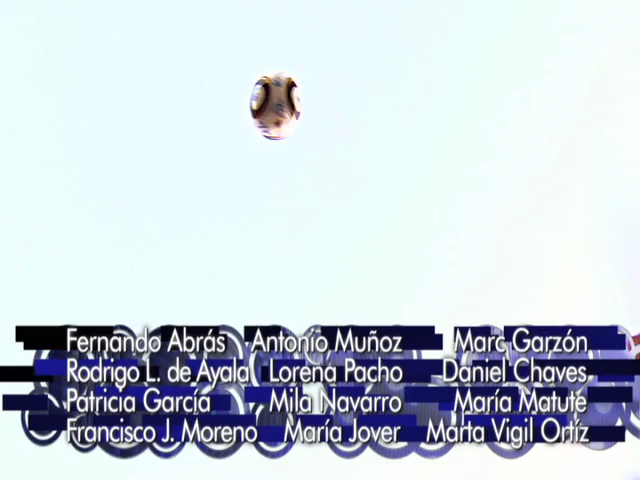 Fernando Abrás Antonio Muñoz Marc Garzón
Rodrigo L. de Ayala Lorena Pacho Daniel Chaves
Patricia García Mila Navarro María Matute
Francisco J. Moreno María Jover Marta Vigil Ortíz